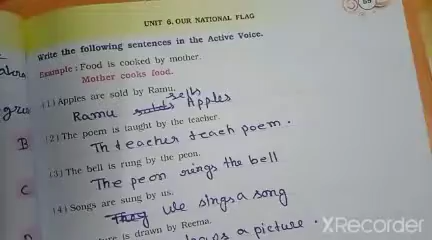 UNIT 6. OUR NATIONAL FLAG
59
Write the following sentences in the Active Voice.
Example : Food is cooked by mother.
Mother cooks food.
(1) Apples are sold by Ramu.
Ramu solds sells Apples
(2) The poem is taught by the teacher.
Th teacher teach poem.
B
(3) The bell is rung by the peon.
The peon rings the bell
C
(4) Songs are sung by us.
They we sings a song
is drawn by Reema.
a picture.
XRecorder